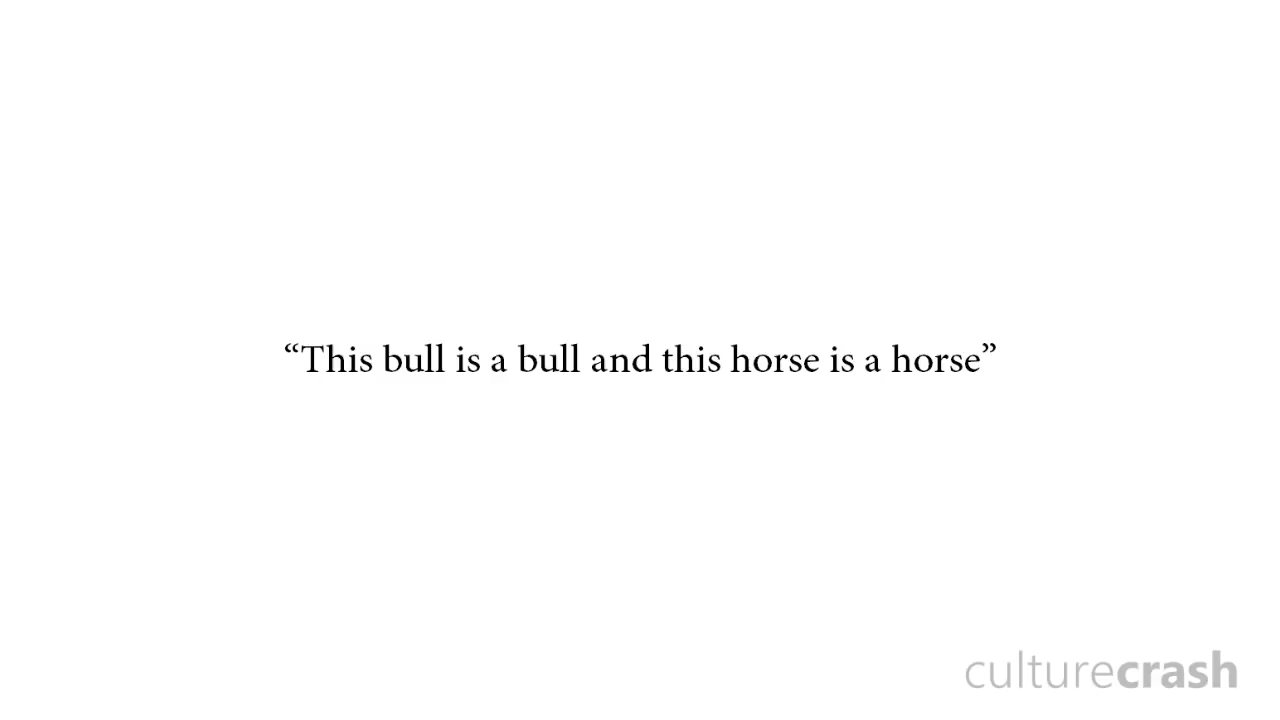 “This bull is a bull and this horse is a horse”
culturecrash